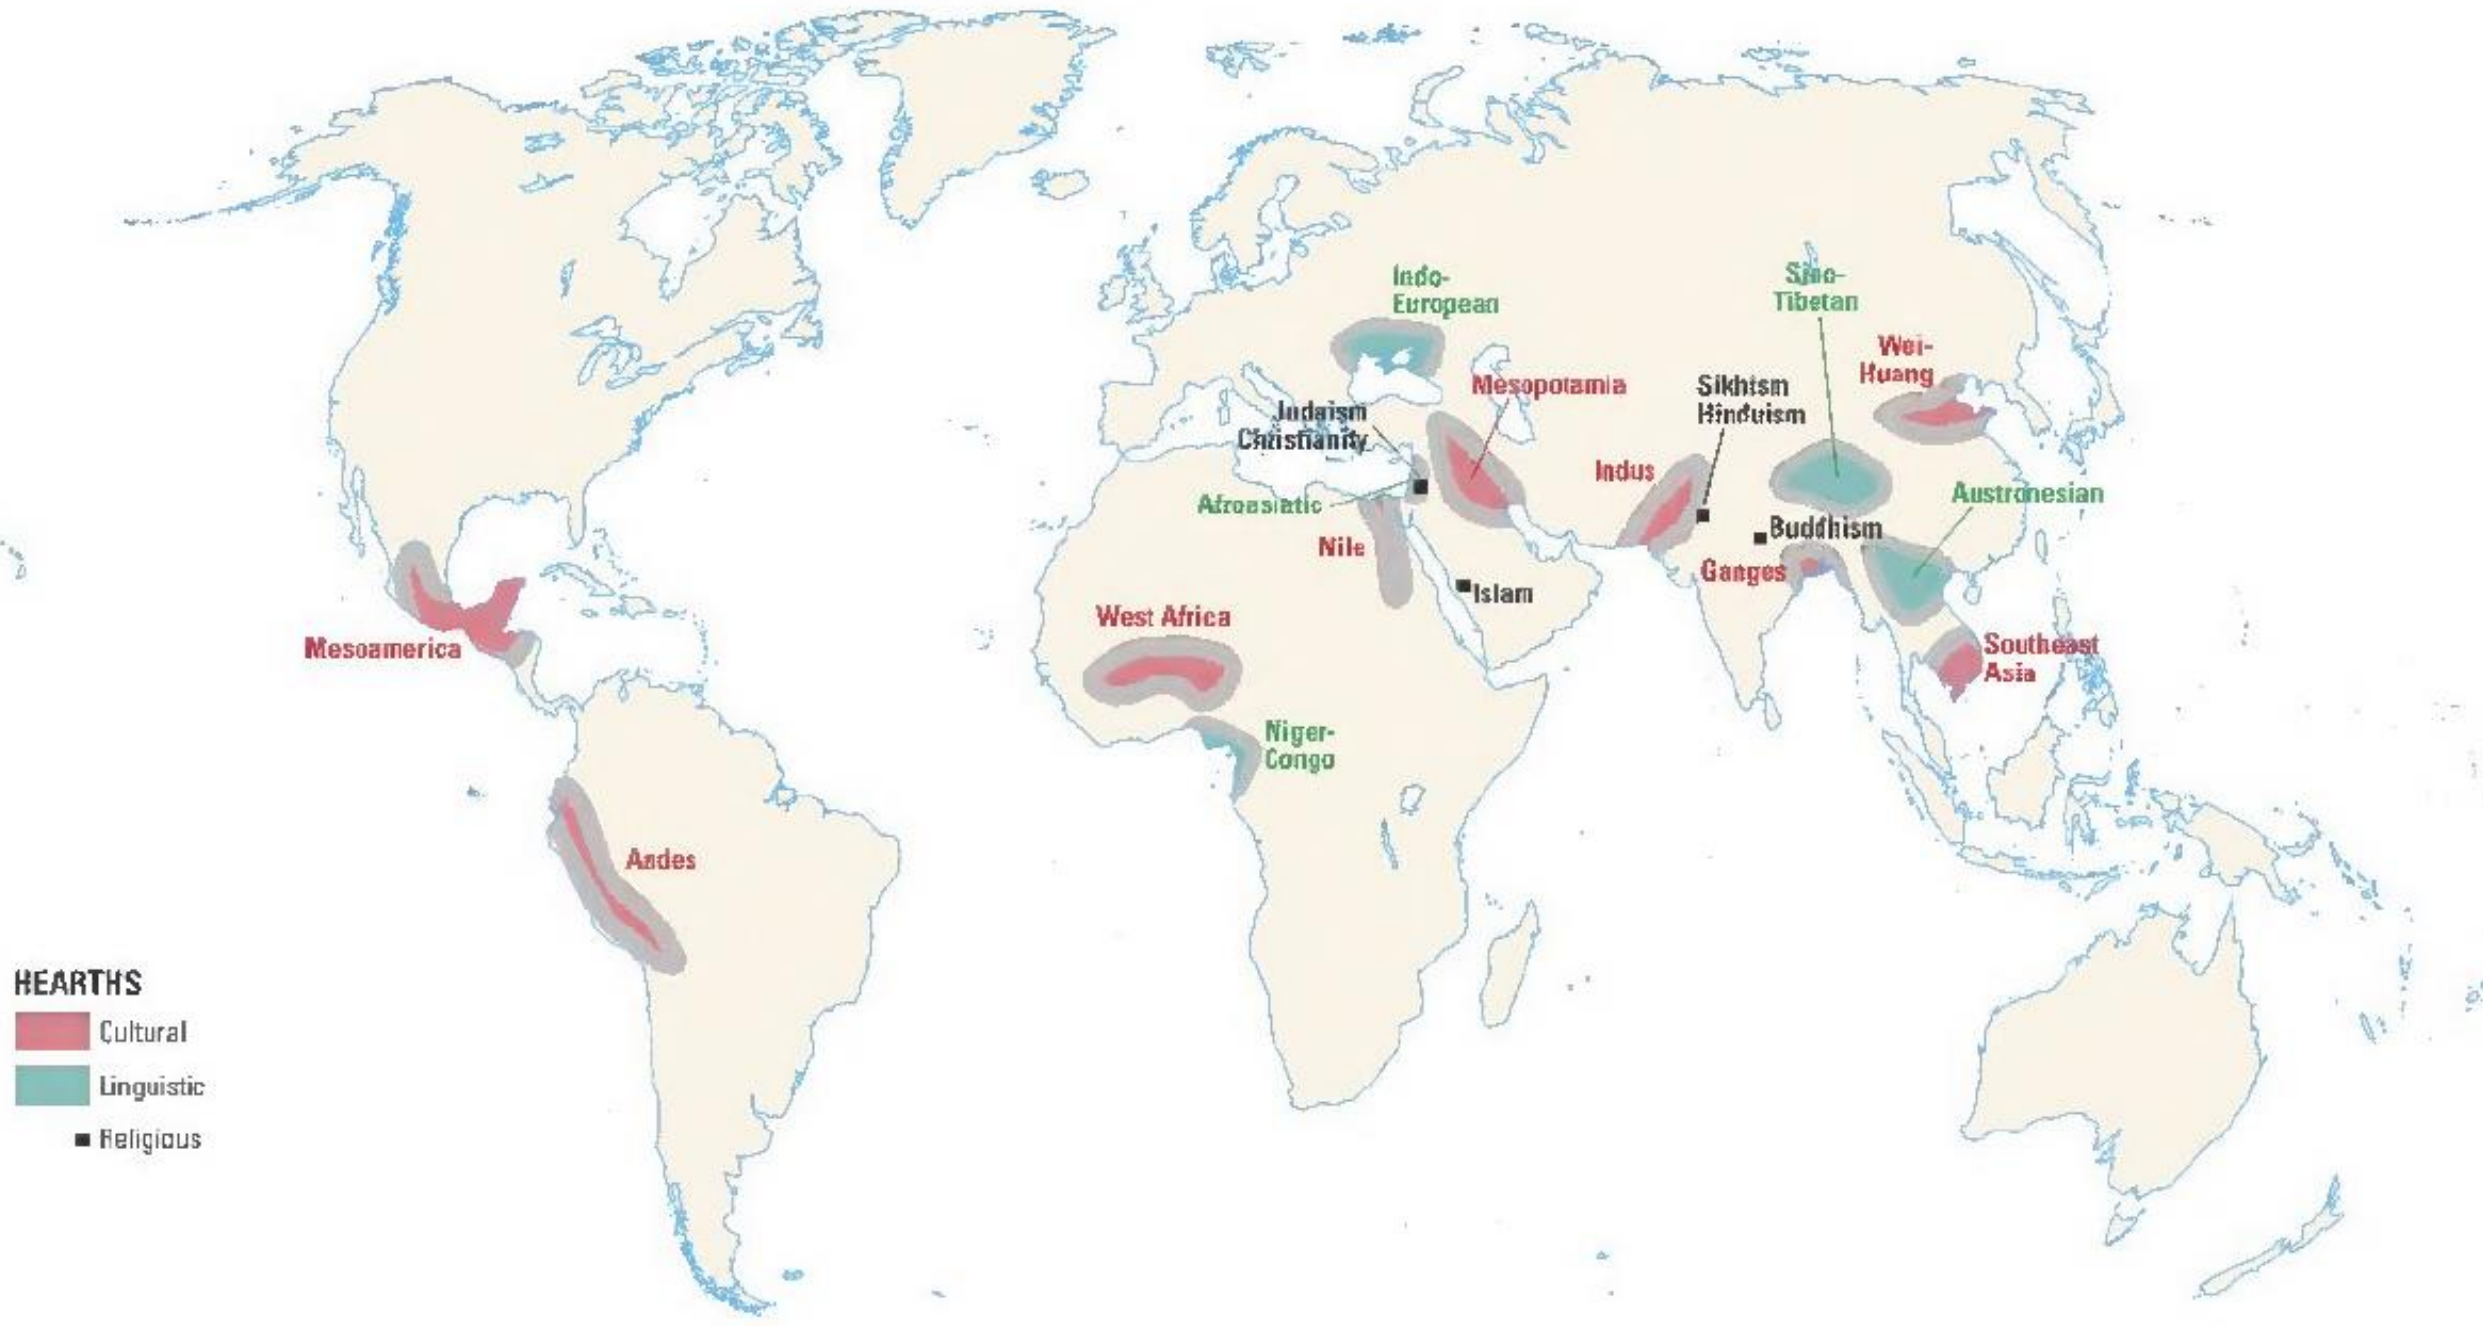 Indo-
European
Sino-
Tibetan
Wei-
Huang
Mesopotamia
Sikhism
Hinduism
Judaism
Christianity
Indus
Austronesian
Afroasiatic
Buddhism
Nile
Ganges
Islam
West Africa
Mesoamerica
Southeast
Asia
Niger-
Congo
Andes
HEARTHS
Cultural
Linguistic
Religious